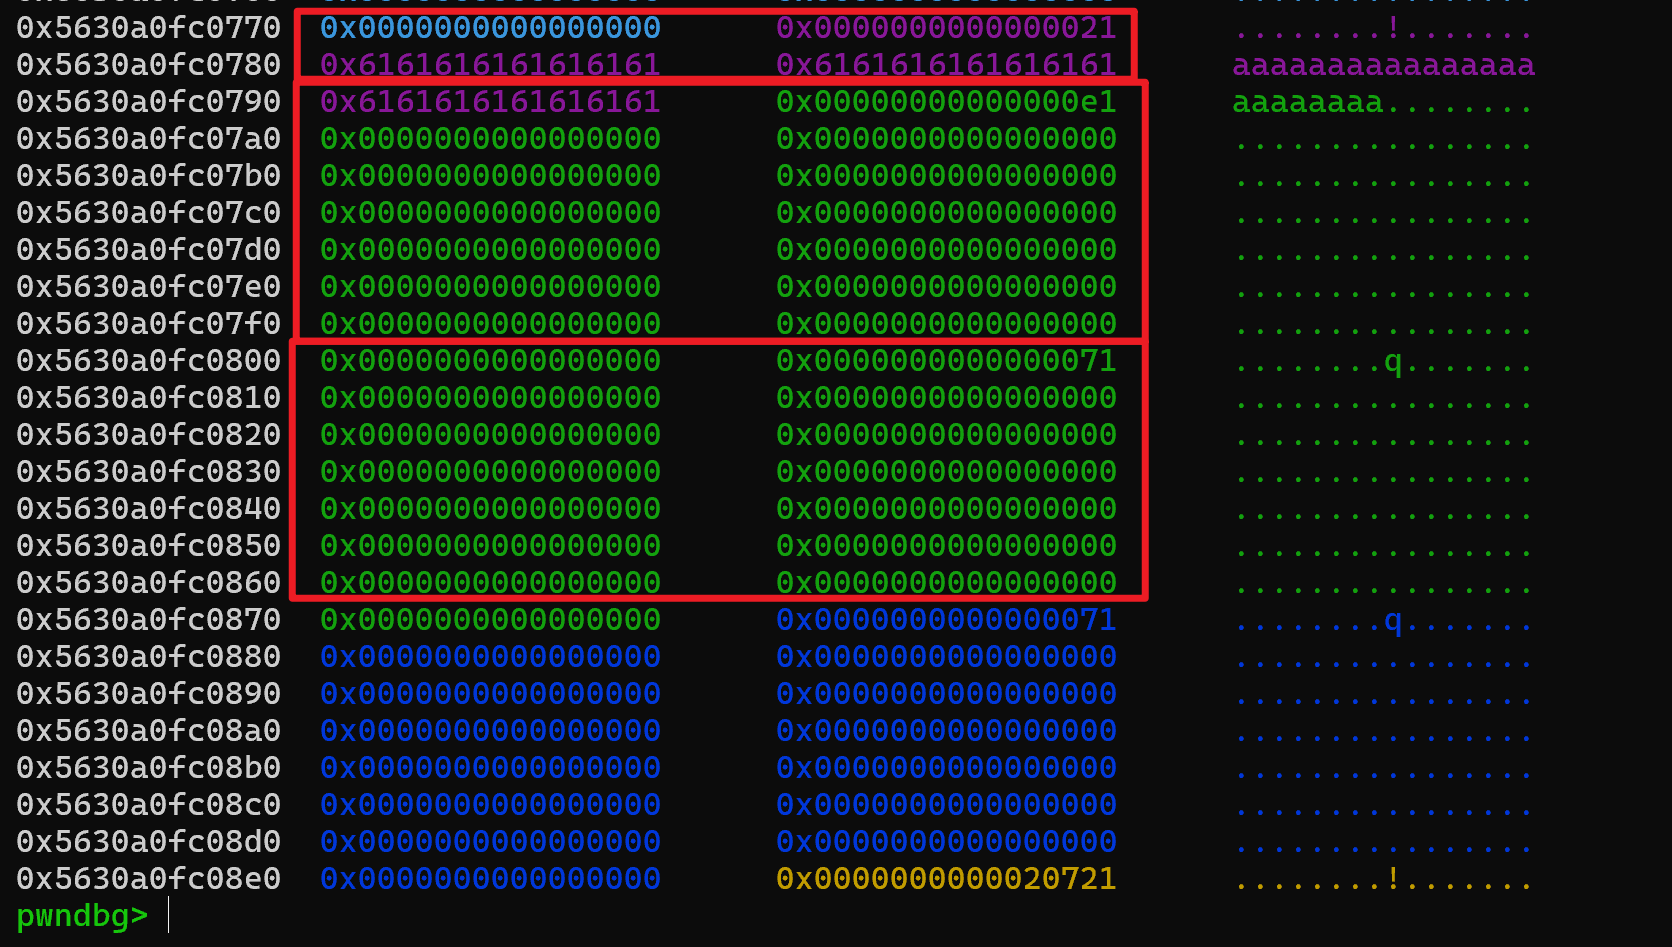 0x5630a0fc0770 0x0000000000000000 0x0000000000000021 ........!.......
0x5630a0fc0780 0x6161616161616161 0x6161616161616161 aaaaaaaaaaaaaaaa
0x5630a0fc0790 0x6161616161616161 0x00000000000000e1 aaaaaaaa........
0x5630a0fc07a0 0x0000000000000000 0x0000000000000000 ................
0x5630a0fc07b0 0x0000000000000000 0x0000000000000000 ................
0x5630a0fc07c0 0x0000000000000000 0x0000000000000000 ................
0x5630a0fc07d0 0x0000000000000000 0x0000000000000000 ................
0x5630a0fc07e0 0x0000000000000000 0x0000000000000000 ................
0x5630a0fc07f0 0x0000000000000000 0x0000000000000000 ................
0x5630a0fc0800 0x0000000000000000 0x0000000000000071 ........q.......
0x5630a0fc0810 0x0000000000000000 0x0000000000000000 ................
0x5630a0fc0820 0x0000000000000000 0x0000000000000000 ................
0x5630a0fc0830 0x0000000000000000 0x0000000000000000 ................
0x5630a0fc0840 0x0000000000000000 0x0000000000000000 ................
0x5630a0fc0850 0x0000000000000000 0x0000000000000000 ................
0x5630a0fc0860 0x0000000000000000 0x0000000000000000 ................
0x5630a0fc0870 0x0000000000000000 0x0000000000000071 ........q.......
0x5630a0fc0880 0x0000000000000000 0x0000000000000000 ................
0x5630a0fc0890 0x0000000000000000 0x0000000000000000 ................
0x5630a0fc08a0 0x0000000000000000 0x0000000000000000 ................
0x5630a0fc08b0 0x0000000000000000 0x0000000000000000 ................
0x5630a0fc08c0 0x0000000000000000 0x0000000000000000 ................
0x5630a0fc08d0 0x0000000000000000 0x0000000000000000 ................
0x5630a0fc08e0 0x0000000000000000 0x0000000000020721 ........!.......
pwndbg>